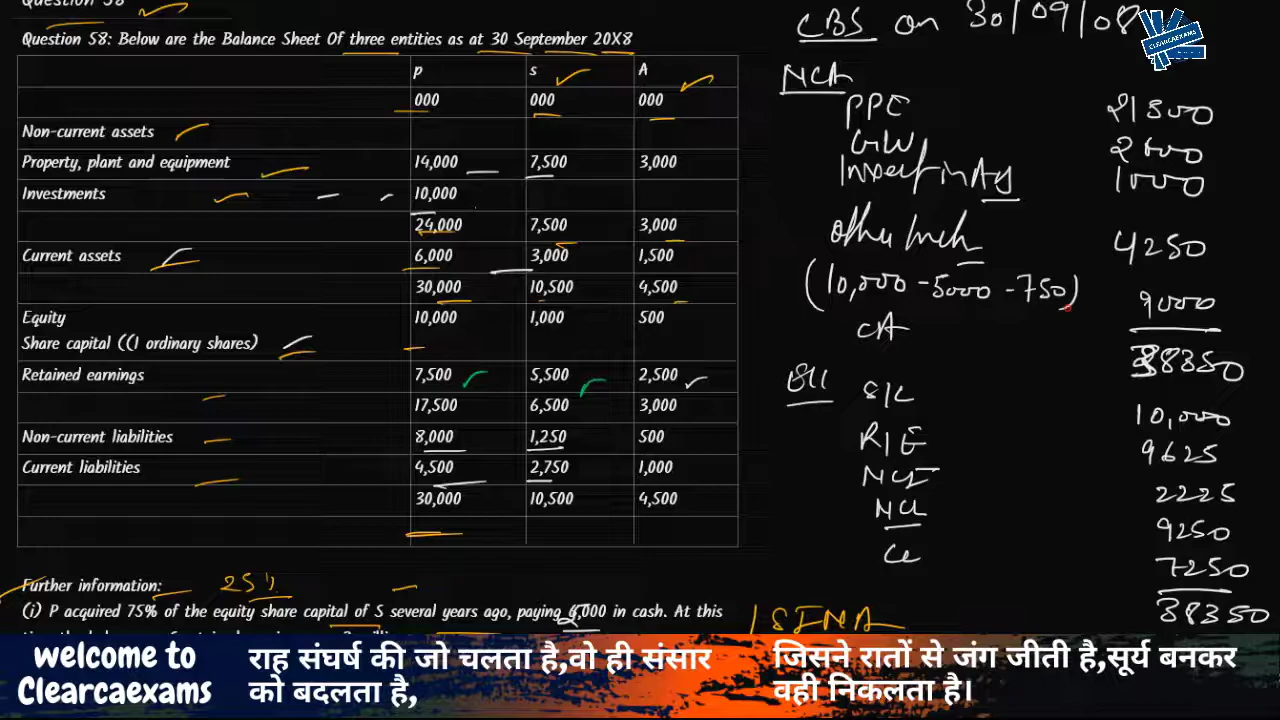 Question 58
Question 58: Below are the Balance Sheet Of three entities as at 30 September 20X8
P S A
000 000 000
Non-current assets
Property, plant and equipment 14,000 7,500 3,000
Investments 10,000
24,000 7,500 3,000
Current assets 6,000 3,000 1,500
30,000 10,500 4,500
Equity 10,000 1,000 500
Share capital ((1 ordinary shares)
Retained earnings 7,500 5,500 2,500
17,500 6,500 3,000
Non-current liabilities 8,000 1,250 500
Current liabilities 4,500 2,750 1,000
30,000 10,500 4,500
Further information: 25%
(i) P acquired 75% of the equity share capital of S several years ago, paying 000 in cash. At this
CBS on 30/09/08
CLEARCAEXAMS
NCA
PPE 21500
GW
Invest in As 1000
other Inv 4250
(10,000 - 5000 - 750)
CA 9000
38350
S/C 10,000
R/E 9625
NCI 2225
NCL 9250
CL 7250
38350
welcome to
Clearcaexams
राह संघर्ष की जो चलता है,वो ही संसार
को बदलता है,
जिसने रातों से जंग जीती है,सूर्य बनकर
वही निकलता है।